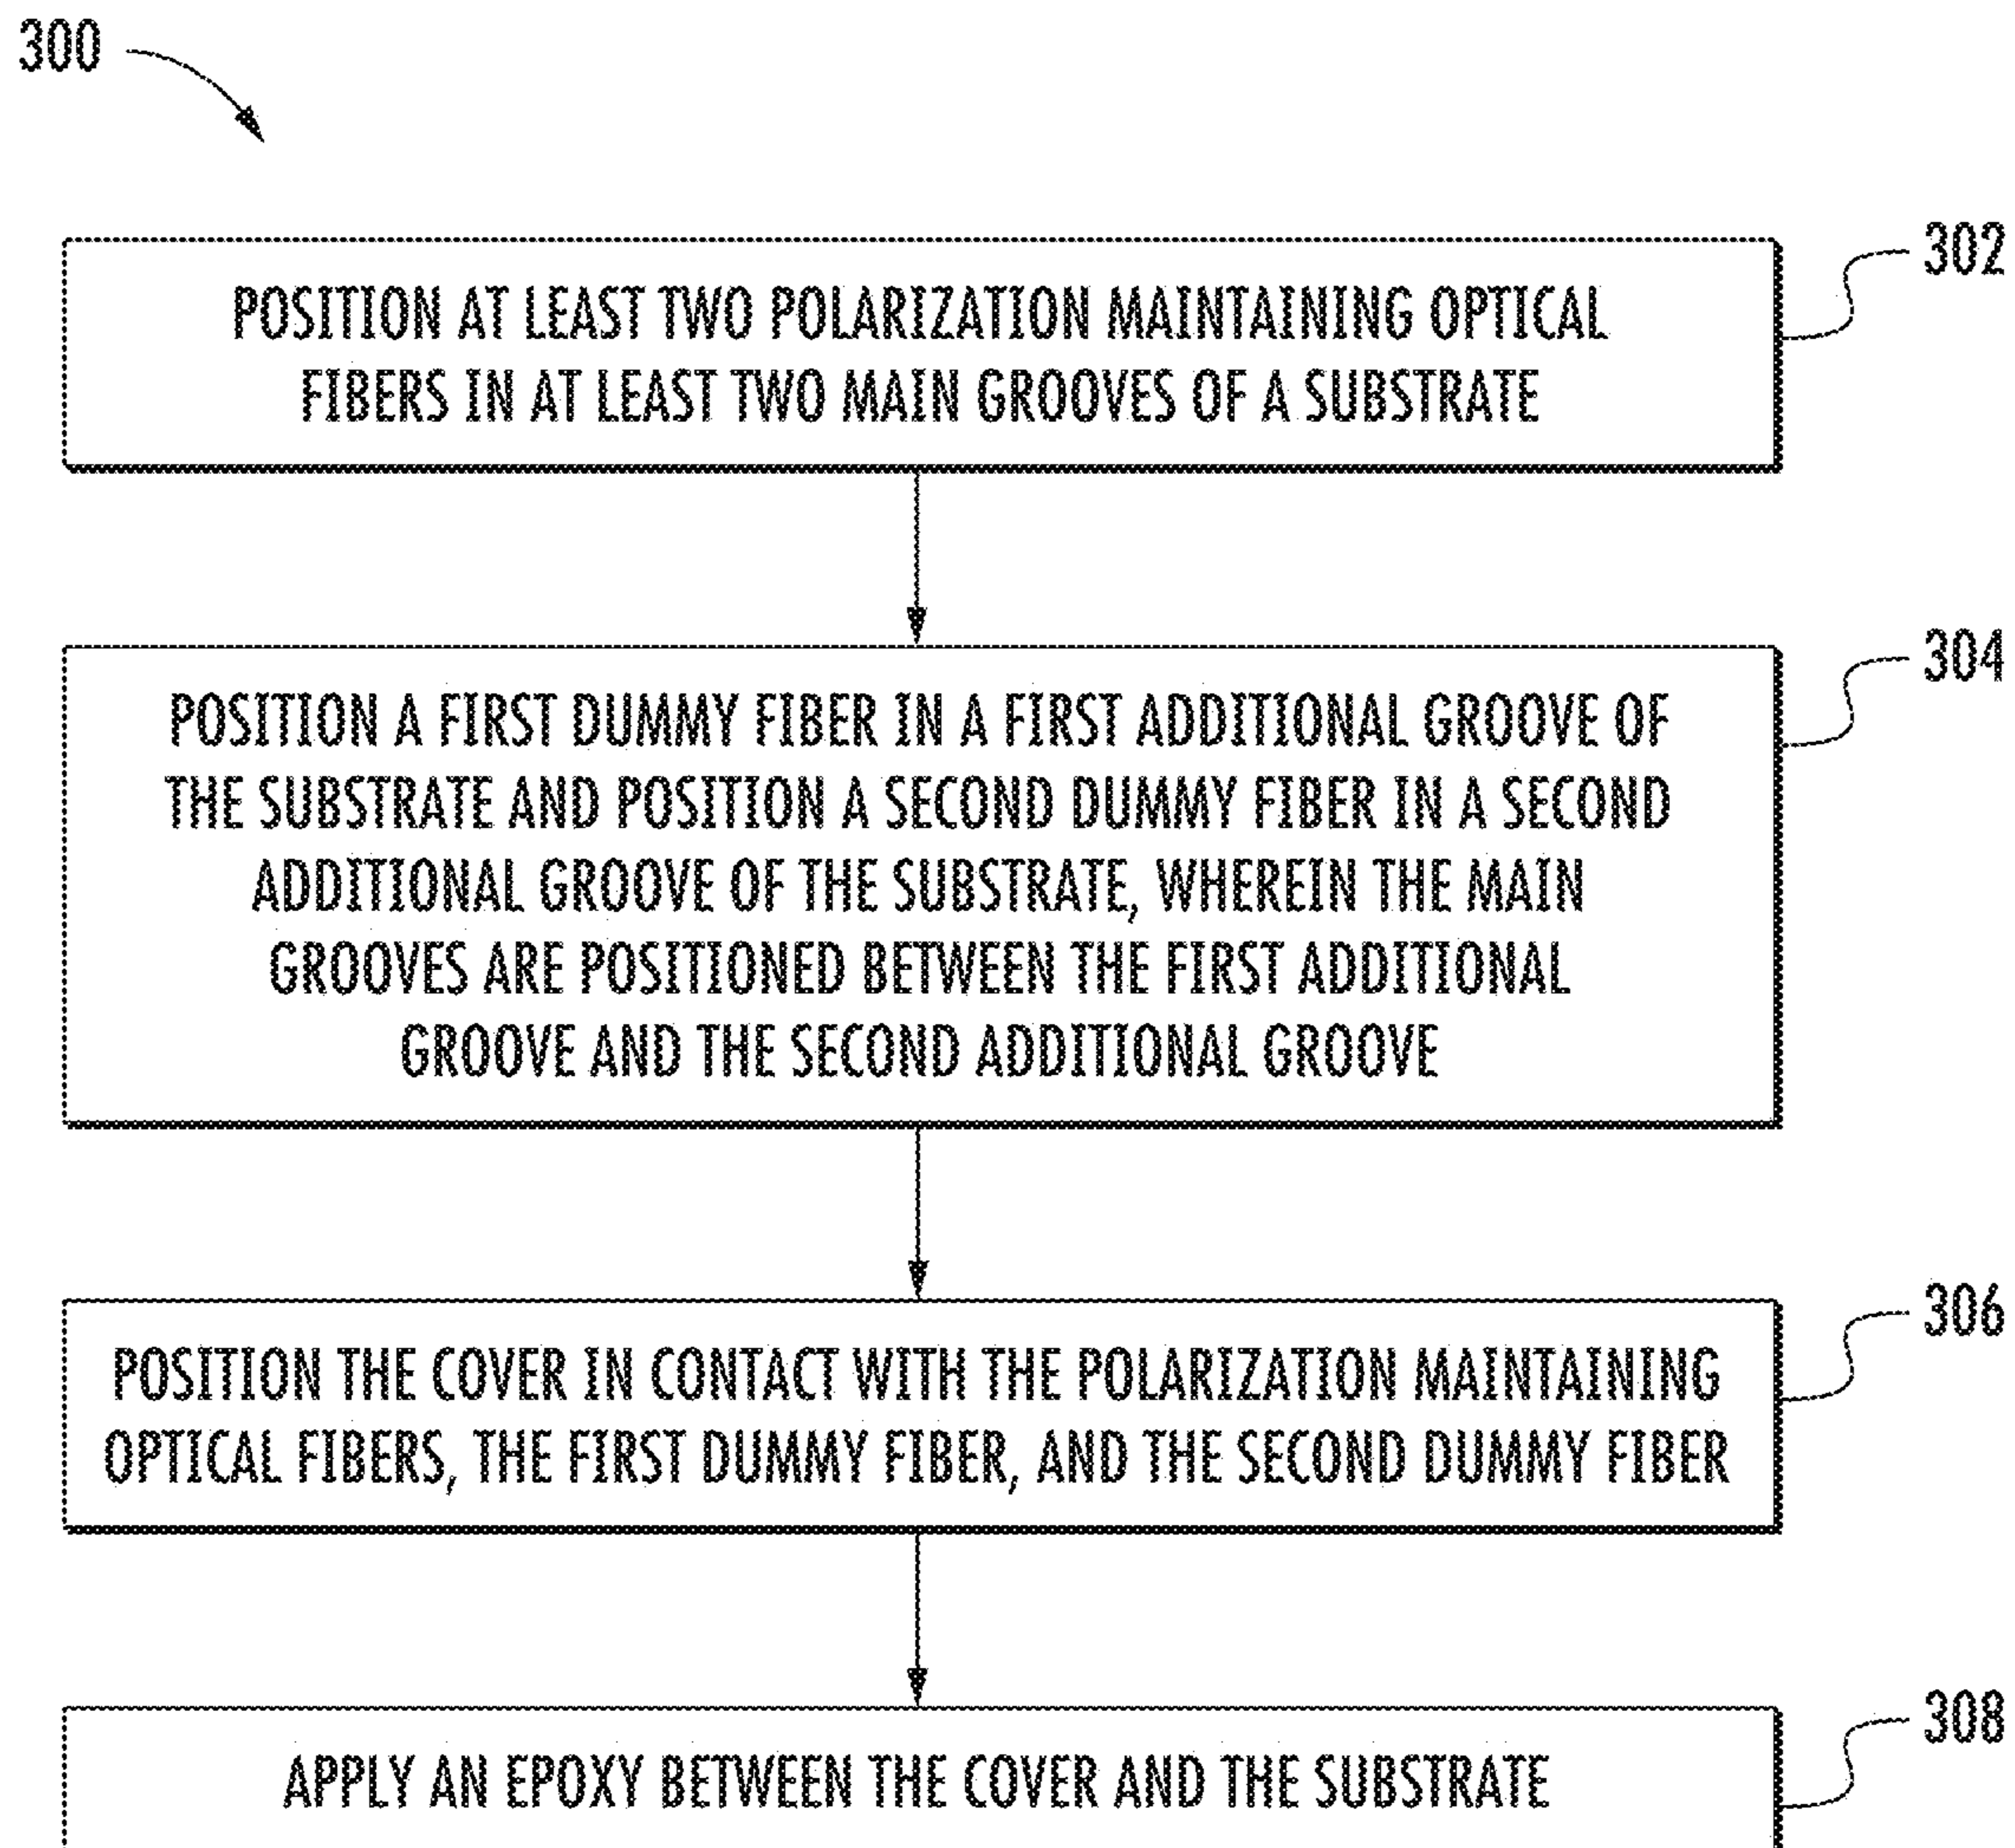 300
302
POSITION AT LEAST TWO POLARIZATION MAINTAINING OPTICAL
FIBERS IN AT LEAST TWO MAIN GROOVES OF A SUBSTRATE
304
POSITION A FIRST DUMMY FIBER IN A FIRST ADDITIONAL GROOVE OF
THE SUBSTRATE AND POSITION A SECOND DUMMY FIBER IN A SECOND
ADDITIONAL GROOVE OF THE SUBSTRATE, WHEREIN THE MAIN
GROOVES ARE POSITIONED BETWEEN THE FIRST ADDITIONAL
GROOVE AND THE SECOND ADDITIONAL GROOVE
306
POSITION THE COVER IN CONTACT WITH THE POLARIZATION MAINTAINING
OPTICAL FIBERS, THE FIRST DUMMY FIBER, AND THE SECOND DUMMY FIBER
308
APPLY AN EPOXY BETWEEN THE COVER AND THE SUBSTRATE